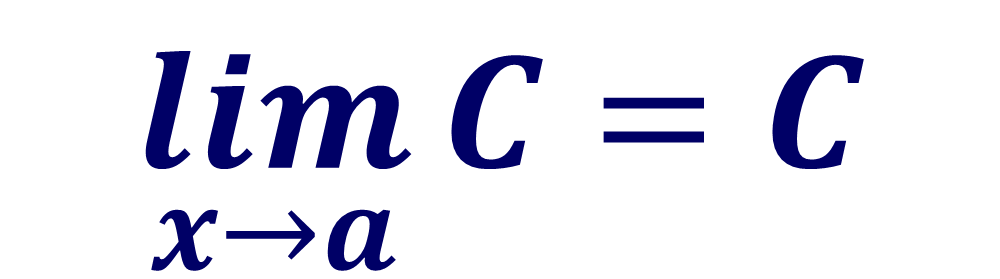 lim C = C
x→a